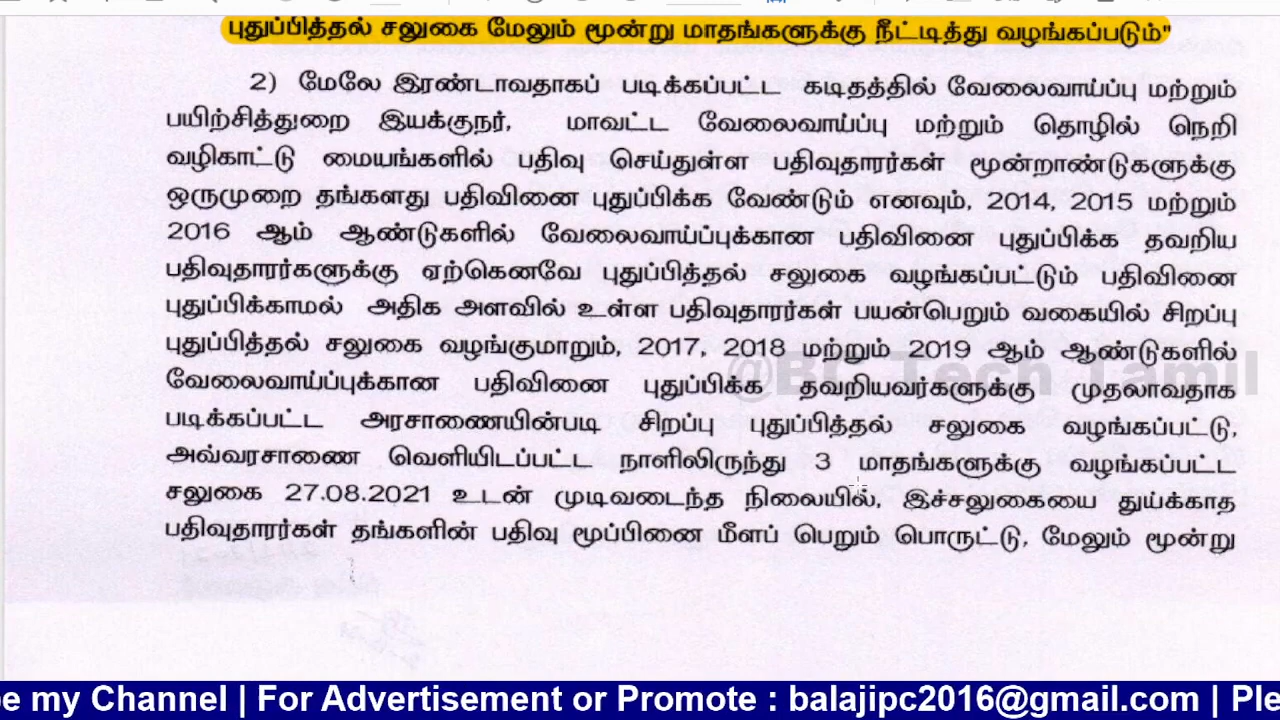 புதுப்பித்தல் சலுகை மேலும் மூன்று மாதங்களுக்கு நீட்டித்து வழங்கப்படும்"
2) மேலே இரண்டாவதாகப் படிக்கப்பட்ட கடிதத்தில் வேலைவாய்ப்பு மற்றும்
பயிற்சித்துறை இயக்குநர், மாவட்ட வேலைவாய்ப்பு மற்றும் தொழில் நெறி
வழிகாட்டு மையங்களில் பதிவு செய்துள்ள பதிவுதாரர்கள் மூன்றாண்டுகளுக்கு
ஒருமுறை தங்களது பதிவினை புதுப்பிக்க வேண்டும் எனவும், 2014, 2015 மற்றும்
2016 ஆம் ஆண்டுகளில் வேலைவாய்ப்புக்கான பதிவினை புதுப்பிக்க தவறிய
பதிவுதாரர்களுக்கு ஏற்கெனவே புதுப்பித்தல் சலுகை வழங்கப்பட்டும் பதிவினை
புதுப்பிக்காமல் அதிக அளவில் உள்ள பதிவுதாரர்கள் பயன்பெறும் வகையில் சிறப்பு
புதுப்பித்தல் சலுகை வழங்குமாறும், 2017, 2018 மற்றும் 2019 ஆம் ஆண்டுகளில்
@BC Tech Tamil
வேலைவாய்ப்புக்கான பதிவினை புதுப்பிக்க தவறியவர்களுக்கு முதலாவதாக
படிக்கப்பட்ட அரசாணையின்படி சிறப்பு புதுப்பித்தல் சலுகை வழங்கப்பட்டு,
அவ்வரசாணை வெளியிடப்பட்ட நாளிலிருந்து 3 மாதங்களுக்கு வழங்கப்பட்ட
சலுகை 27.08.2021 உடன் முடிவடைந்த நிலையில், இச்சலுகையை துய்க்காத
பதிவுதாரர்கள் தங்களின் பதிவு மூப்பினை மீளப் பெறும் பொருட்டு, மேலும் மூன்று
be my Channel | For Advertisement or Promote : balajipc2016@gmail.com | Ple